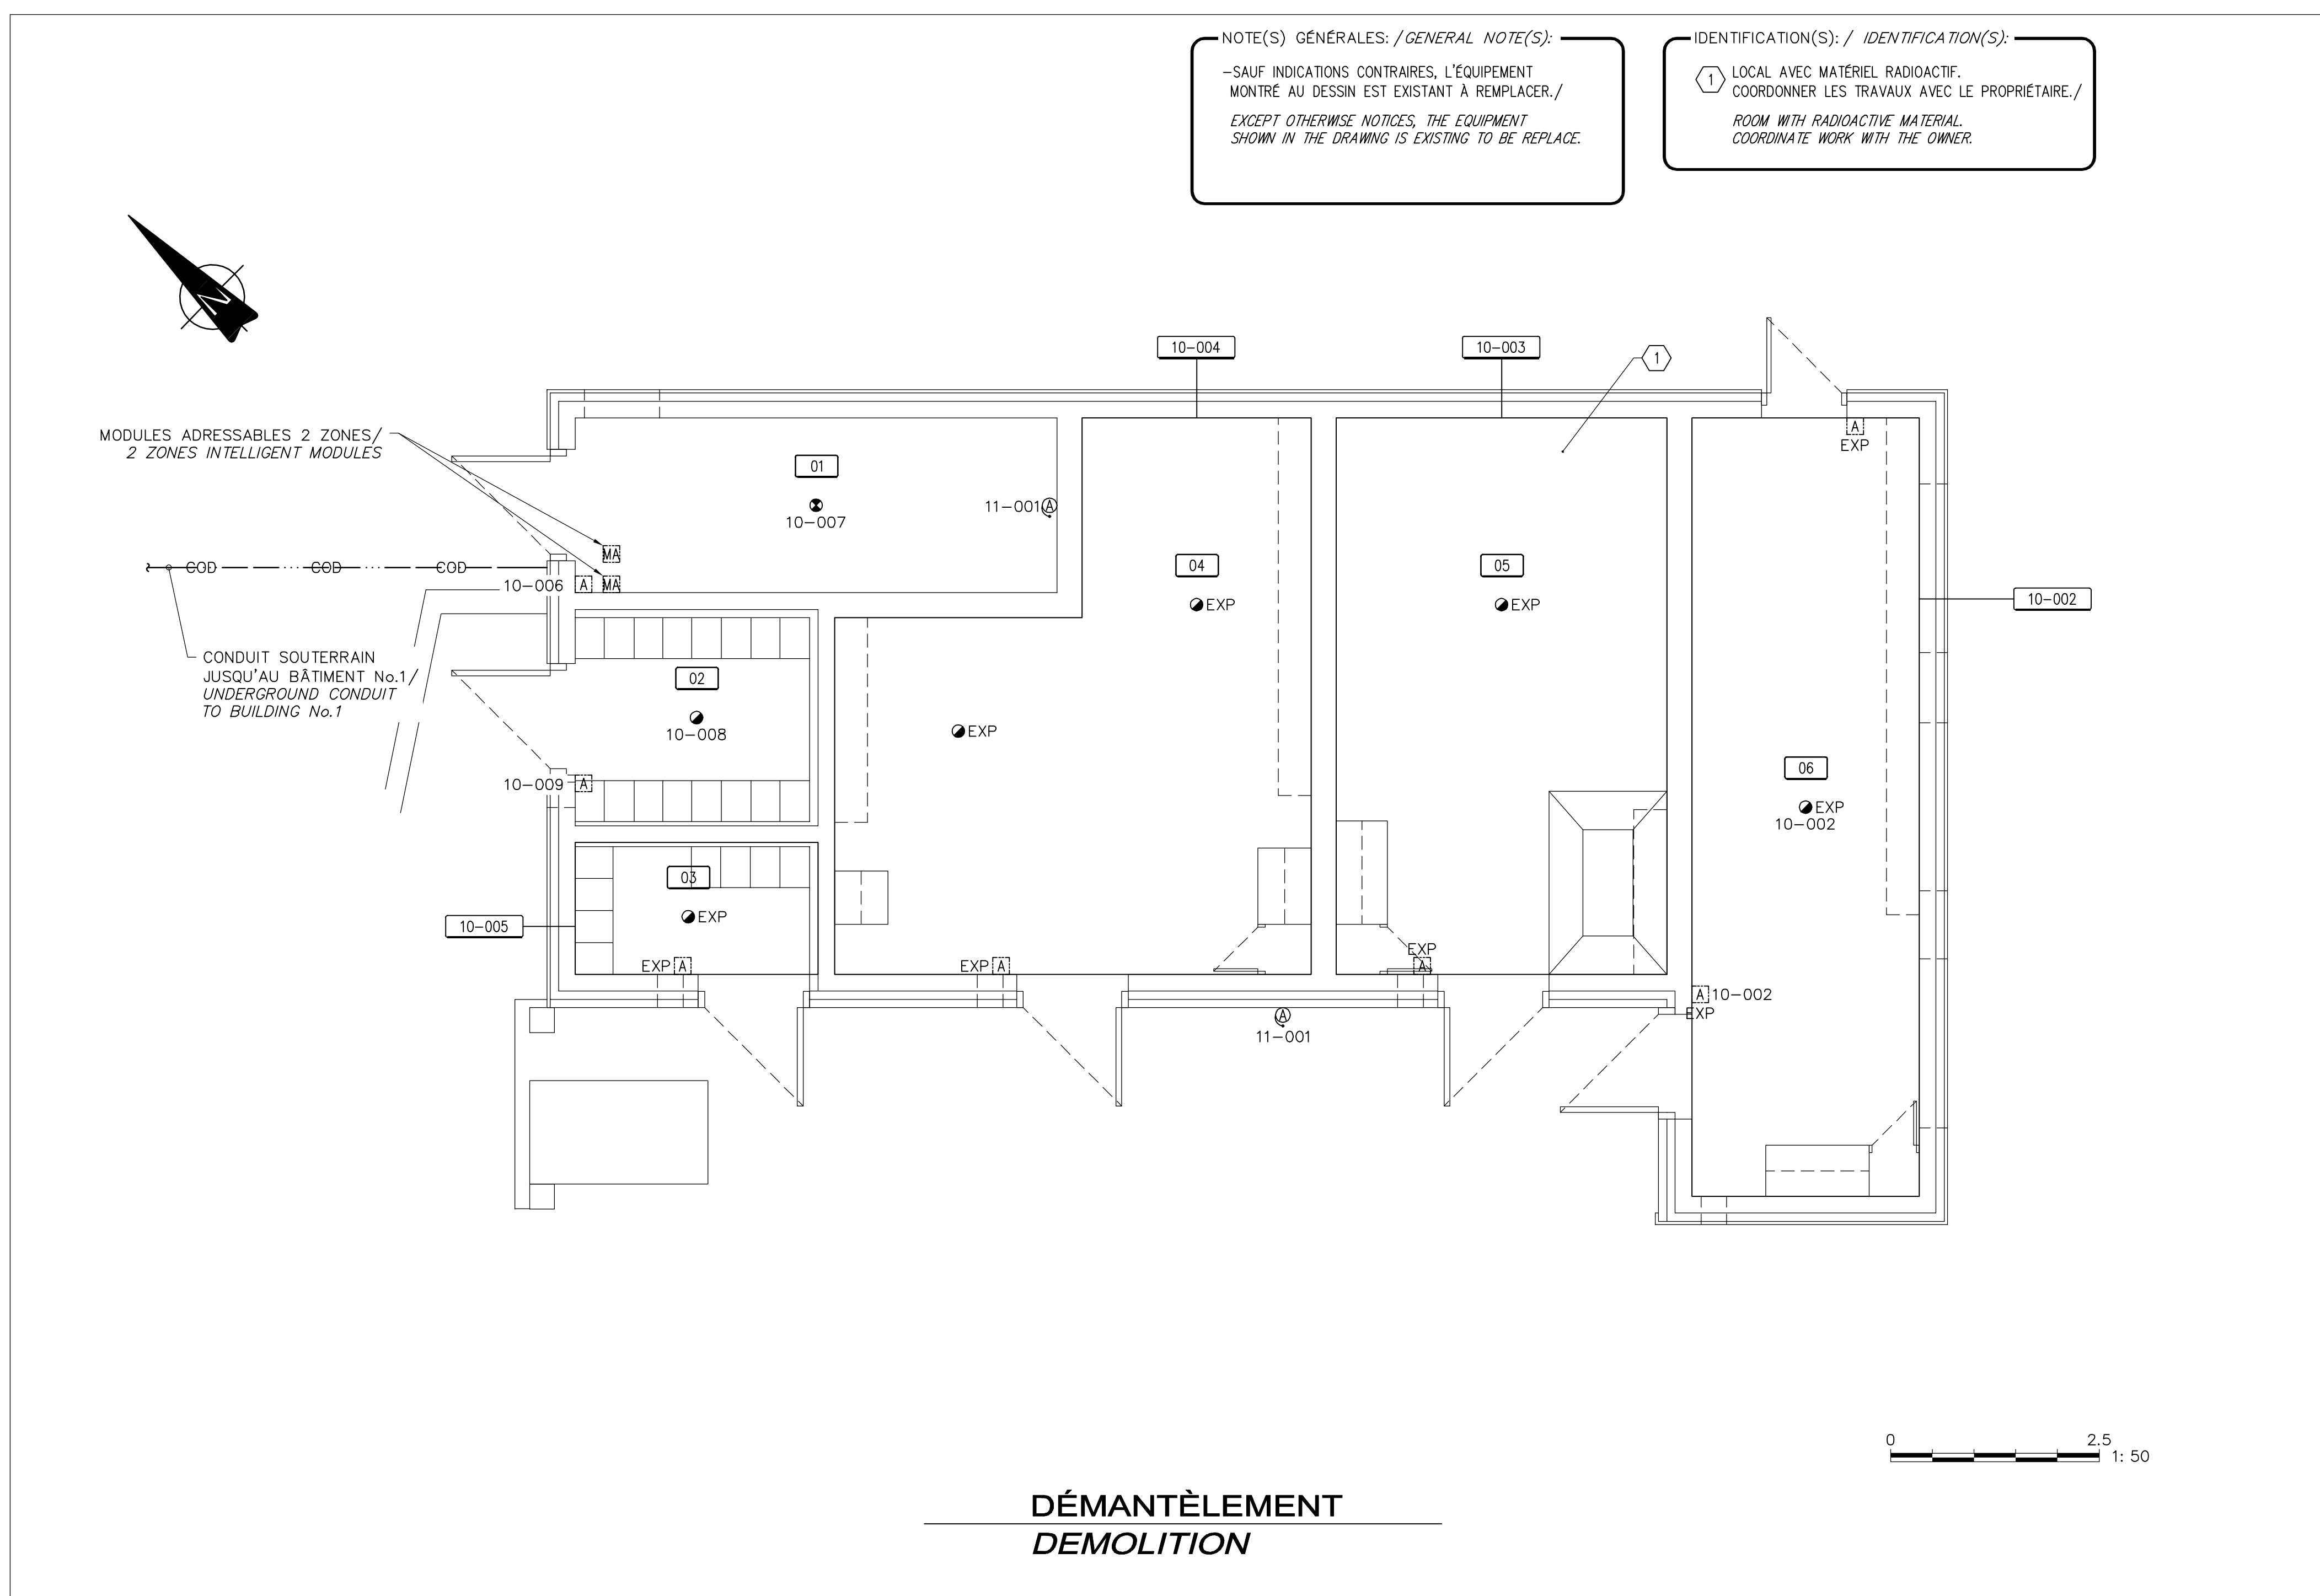 NOTE(S) GÉNÉRALES: / GENERAL NOTE(S):
-SAUF INDICATIONS CONTRAIRES, L'ÉQUIPEMENT
MONTRÉ AU DESSIN EST EXISTANT À REMPLACER./
EXCEPT OTHERWISE NOTICES, THE EQUIPMENT
SHOWN IN THE DRAWING IS EXISTING TO BE REPLACE.
IDENTIFICATION(S): / IDENTIFICATION(S):
1
LOCAL AVEC MATÉRIEL RADIOACTIF.
COORDONNER LES TRAVAUX AVEC LE PROPRIÉTAIRE./
ROOM WITH RADIOACTIVE MATERIAL.
COORDINATE WORK WITH THE OWNER.
N
10-004
10-003
1
MODULES ADRESSABLES 2 ZONES/
2 ZONES INTELLIGENT MODULES
A
EXP
01
10-007
11-001 A
MA
COD COD COD
10-006 A MA
04
EXP
05
EXP
10-002
CONDUIT SOUTERRAIN
JUSQU'AU BÂTIMENT No.1/
UNDERGROUND CONDUIT
TO BUILDING No.1
02
10-008
EXP
10-009 A
06
EXP
10-002
03
EXP
10-005
EXP A
EXP A
EXP
A
A 10-002
EXP
A
11-001
0 2.5
1: 50
DÉMANTÈLEMENT
DEMOLITION